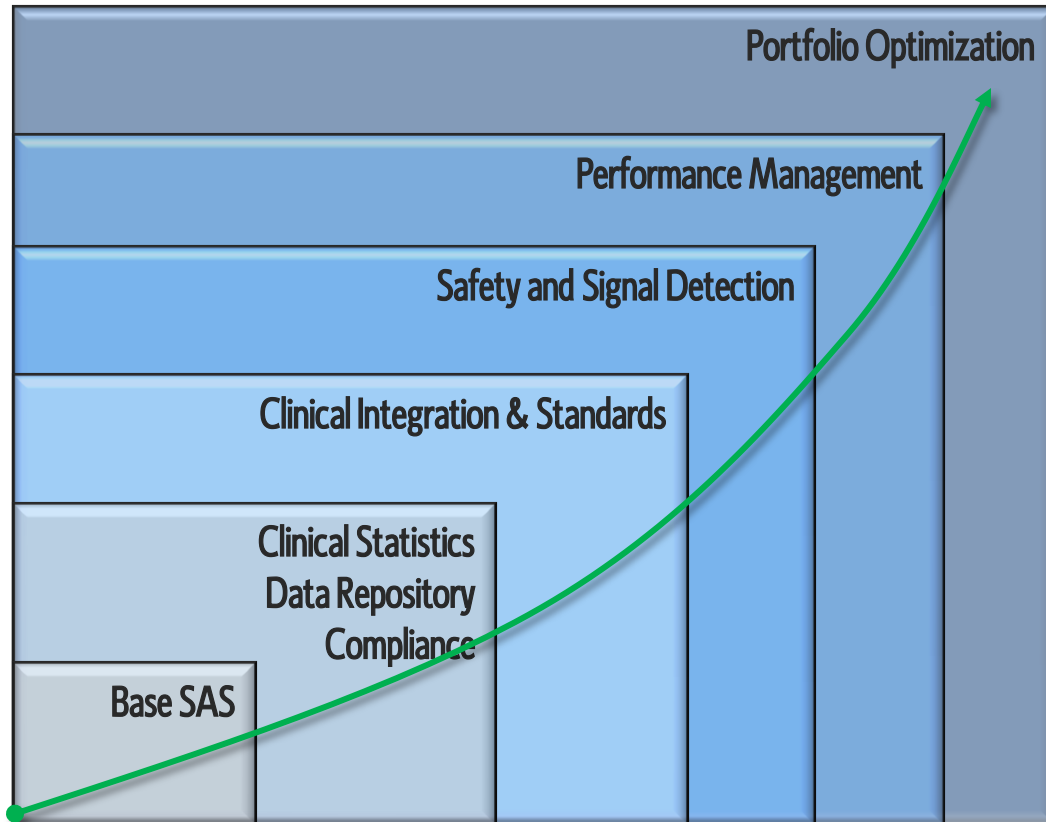 Portfolio Optimization
Performance Management
Safety and Signal Detection
Clinical Integration & Standards
Clinical Statistics
Data Repository
Compliance
Base SAS